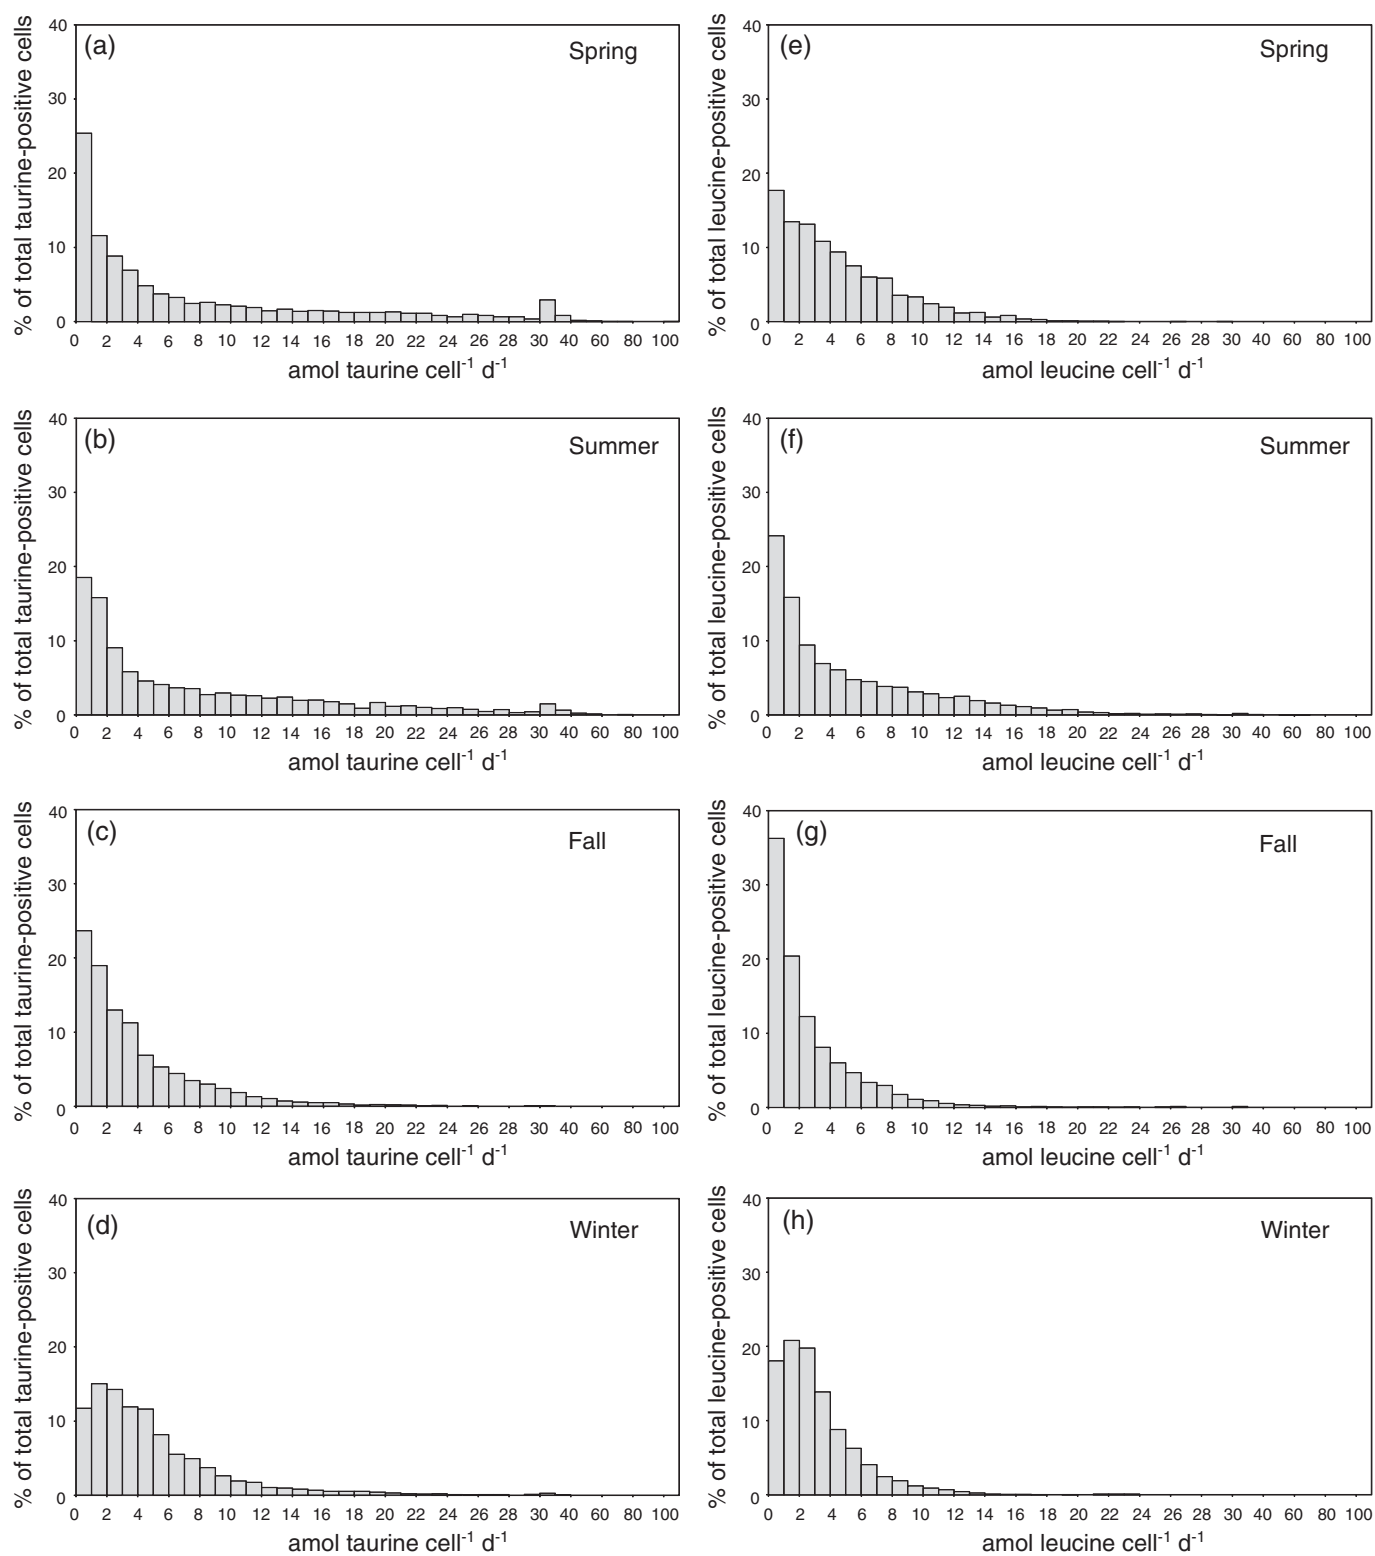 % of total taurine-positive cells
40
30
20
10
0
(a)
Spring
0 2 4 6 8 10 12 14 16 18 20 22 24 26 28 30 40 60 80 100
amol taurine cell⁻¹ d⁻¹
% of total leucine-positive cells
40
30
20
10
0
(e)
Spring
0 2 4 6 8 10 12 14 16 18 20 22 24 26 28 30 40 60 80 100
amol leucine cell⁻¹ d⁻¹
% of total taurine-positive cells
40
30
20
10
0
(b)
Summer
0 2 4 6 8 10 12 14 16 18 20 22 24 26 28 30 40 60 80 100
amol taurine cell⁻¹ d⁻¹
% of total leucine-positive cells
40
30
20
10
0
(f)
Summer
0 2 4 6 8 10 12 14 16 18 20 22 24 26 28 30 40 60 80 100
amol leucine cell⁻¹ d⁻¹
% of total taurine-positive cells
40
30
20
10
0
(c)
Fall
0 2 4 6 8 10 12 14 16 18 20 22 24 26 28 30 40 60 80 100
amol taurine cell⁻¹ d⁻¹
% of total leucine-positive cells
40
30
20
10
0
(g)
Fall
0 2 4 6 8 10 12 14 16 18 20 22 24 26 28 30 40 60 80 100
amol leucine cell⁻¹ d⁻¹
% of total taurine-positive cells
40
30
20
10
0
(d)
Winter
0 2 4 6 8 10 12 14 16 18 20 22 24 26 28 30 40 60 80 100
amol taurine cell⁻¹ d⁻¹
% of total leucine-positive cells
40
30
20
10
0
(h)
Winter
0 2 4 6 8 10 12 14 16 18 20 22 24 26 28 30 40 60 80 100
amol leucine cell⁻¹ d⁻¹